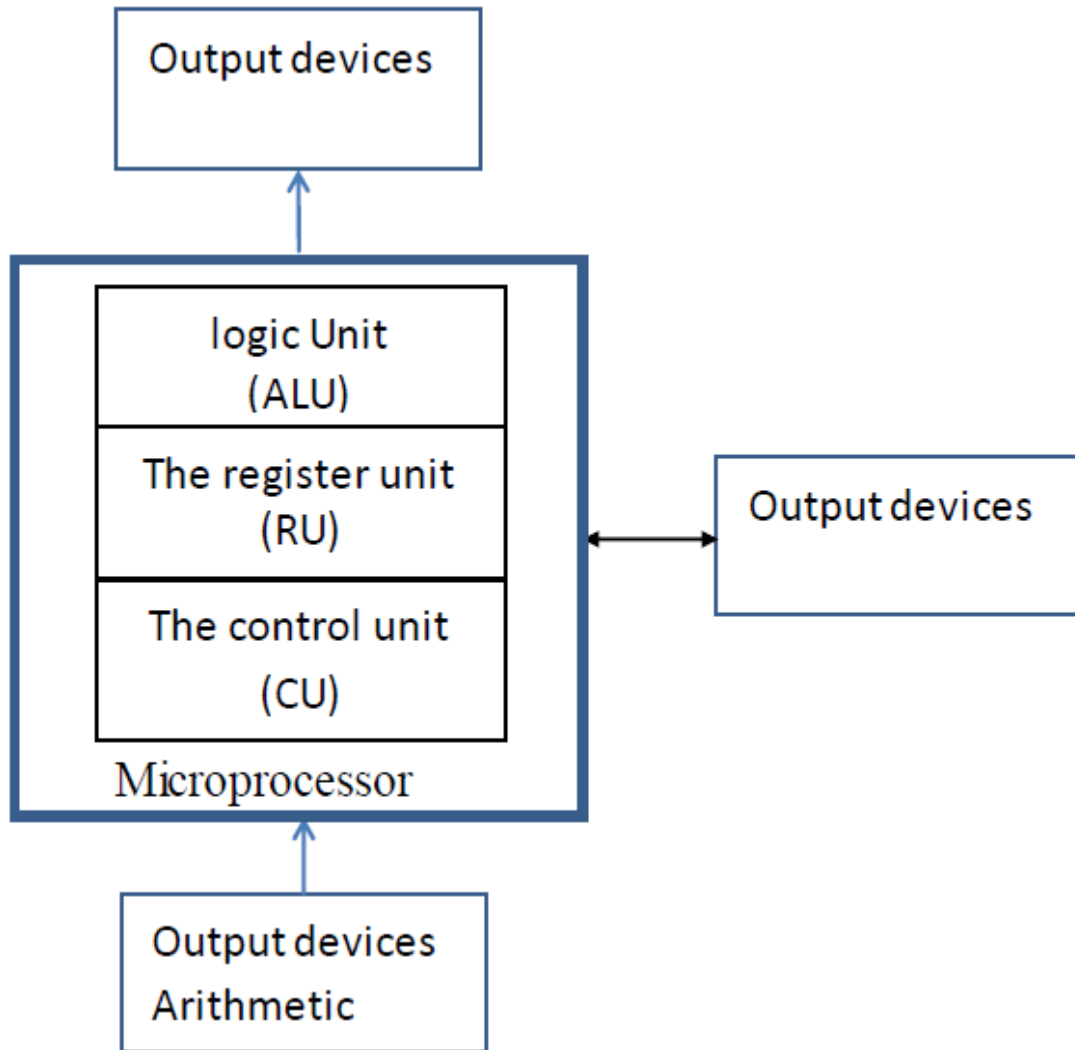 Output devices
logic Unit
(ALU)
The register unit
(RU)
Output devices
The control unit
(CU)
Microprocessor
Output devices
Arithmetic